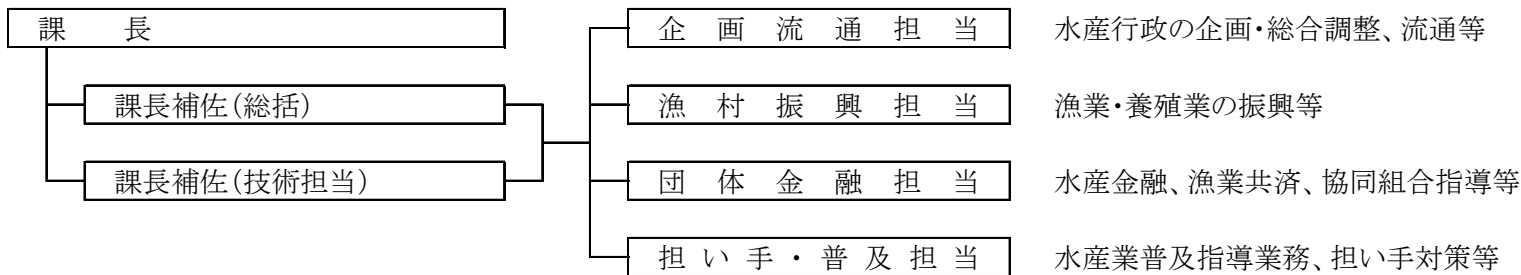 課長
企画流通担当
水産行政の企画・総合調整、流通等
課長補佐(総括)
漁村振興担当
漁業・養殖業の振興等
課長補佐(技術担当)
団体金融担当
水産金融、漁業共済、協同組合指導等
担い手・普及担当
水産業普及指導業務、担い手対策等